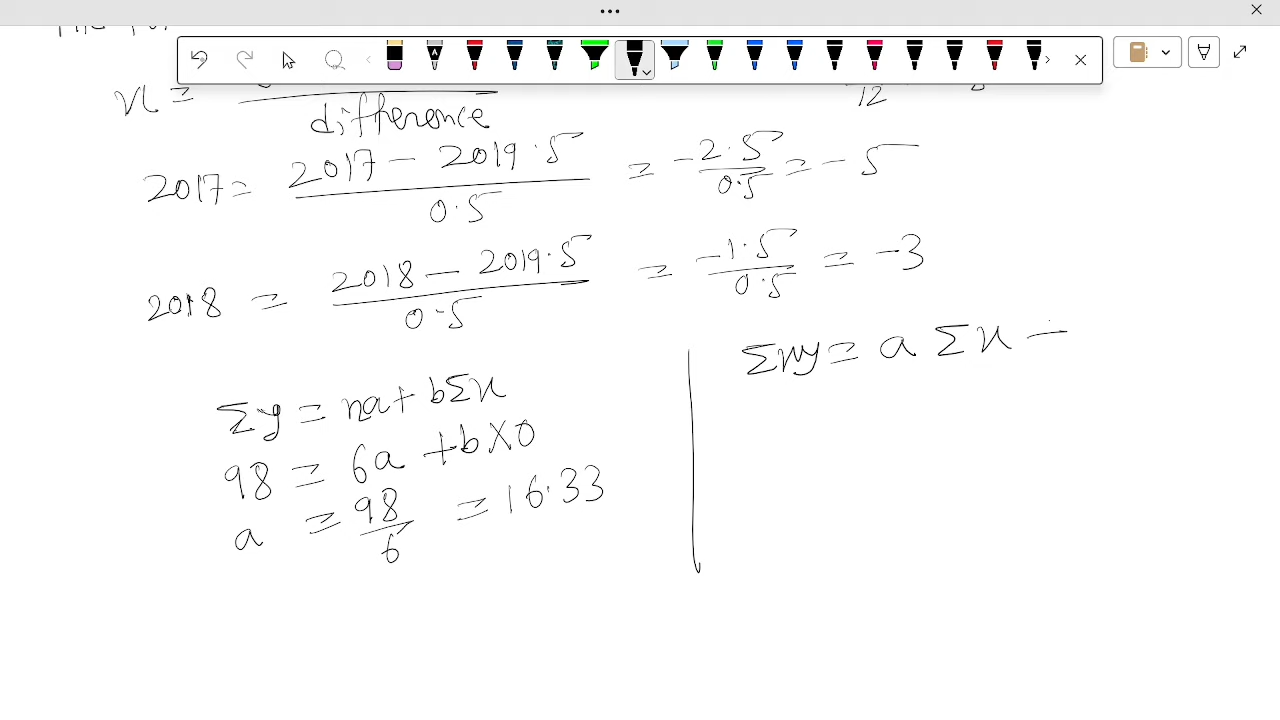 x =
difference
12
2017 = 2017 - 2019.5 / 0.5 = -2.5 / 0.5 = -5
2018 = 2018 - 2019.5 / 0.5 = -1.5 / 0.5 = -3
Σy = na + bΣx
98 = 6a + b×0
a = 98 / 6 = 16.33
Σxy = a Σx